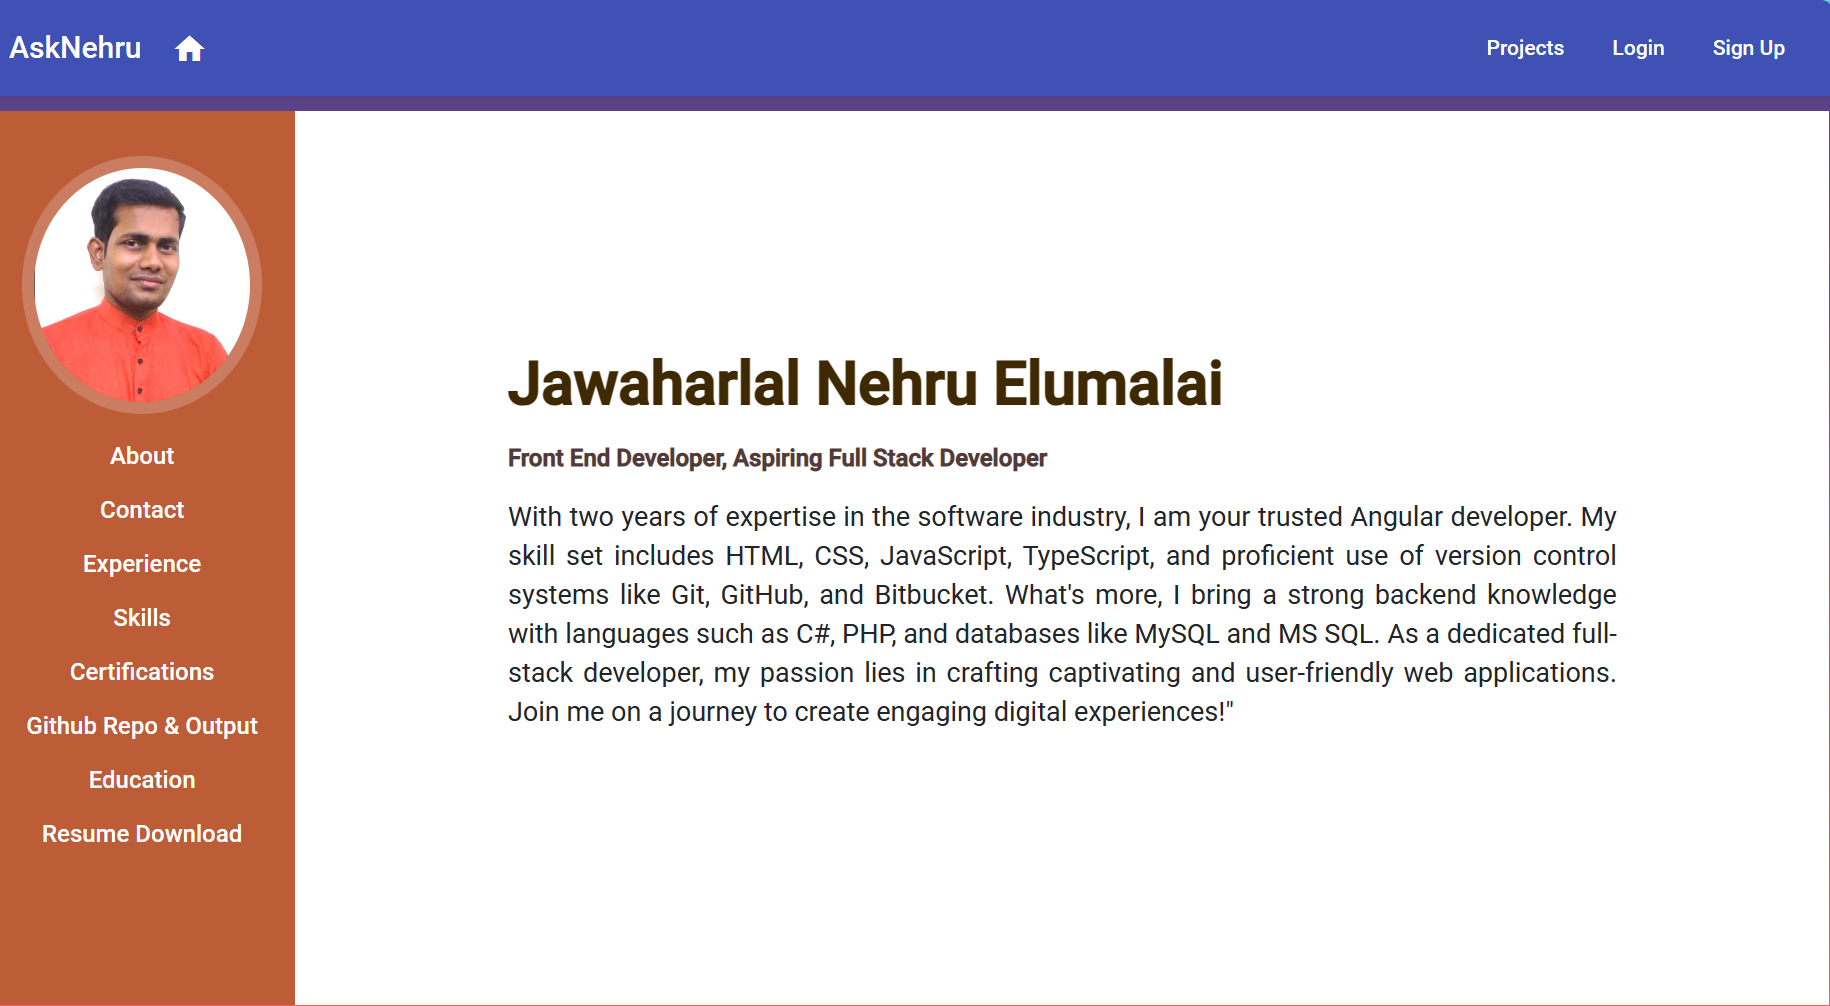 AskNehru
Projects Login Sign Up
About
Contact
Experience
Skills
Certifications
Github Repo & Output
Education
Resume Download
Jawaharlal Nehru Elumalai
Front End Developer, Aspiring Full Stack Developer
With two years of expertise in the software industry, I am your trusted Angular developer. My
skill set includes HTML, CSS, JavaScript, TypeScript, and proficient use of version control
systems like Git, GitHub, and Bitbucket. What's more, I bring a strong backend knowledge
with languages such as C#, PHP, and databases like MySQL and MS SQL. As a dedicated full-
stack developer, my passion lies in crafting captivating and user-friendly web applications.
Join me on a journey to create engaging digital experiences!"